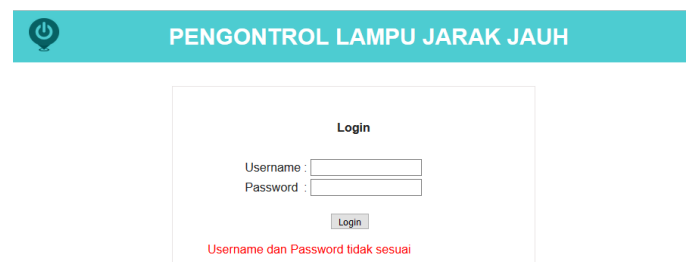 PENGONTROL LAMPU JARAK JAUH
Login
Username :
Password :
Login
Username dan Password tidak sesuai